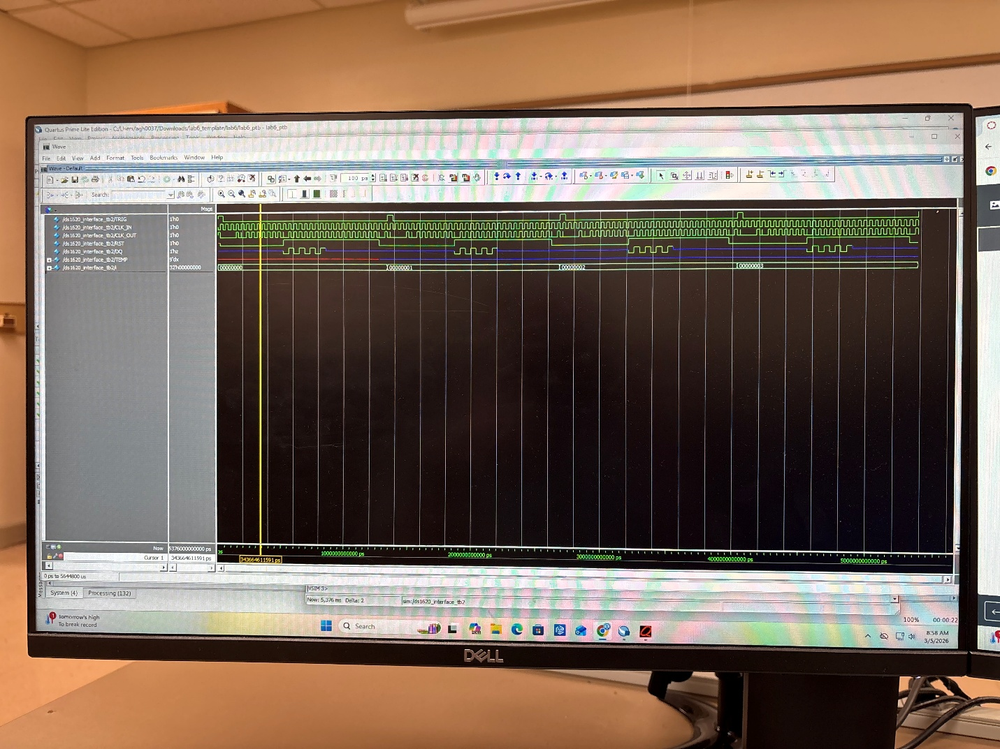 Quartus Prime Lite Edition - C:/Users/agh0037/Downloads/lab6_template/lab6/lab6_ptb - lab6_ptb
Wave
File Edit View Add Format Tools Bookmarks Window Help
Wave - Default
100 ps
Search:
Msgs
/ds1620_interface_tb2/TRIG 1'h0
/ds1620_interface_tb2/CLK_IN 1'h0
/ds1620_interface_tb2/CLK_OUT 1'h0
/ds1620_interface_tb2/RST 1'h0
/ds1620_interface_tb2/DQ 1'hz
/ds1620_interface_tb2/TEMP 9'dx
/ds1620_interface_tb2/i 32'h00000000 00000000 00000001 00000002 00000003
Now 5376000000000 ps
ps 1000000000000 ps 2000000000000 ps 3000000000000 ps 4000000000000 ps 5000000000000 ps
Cursor 1 343664611591 ps 343664611591 ps
0 ps to 5644800 us
VSIM 3>
System (4) Processing (132)
Now: 5,376 ms Delta: 2 sim:/ds1620_interface_tb2
100% 00:00:22
Tomorrow's high
To break record
Search
8:58 AM
3/5/2026
DELL